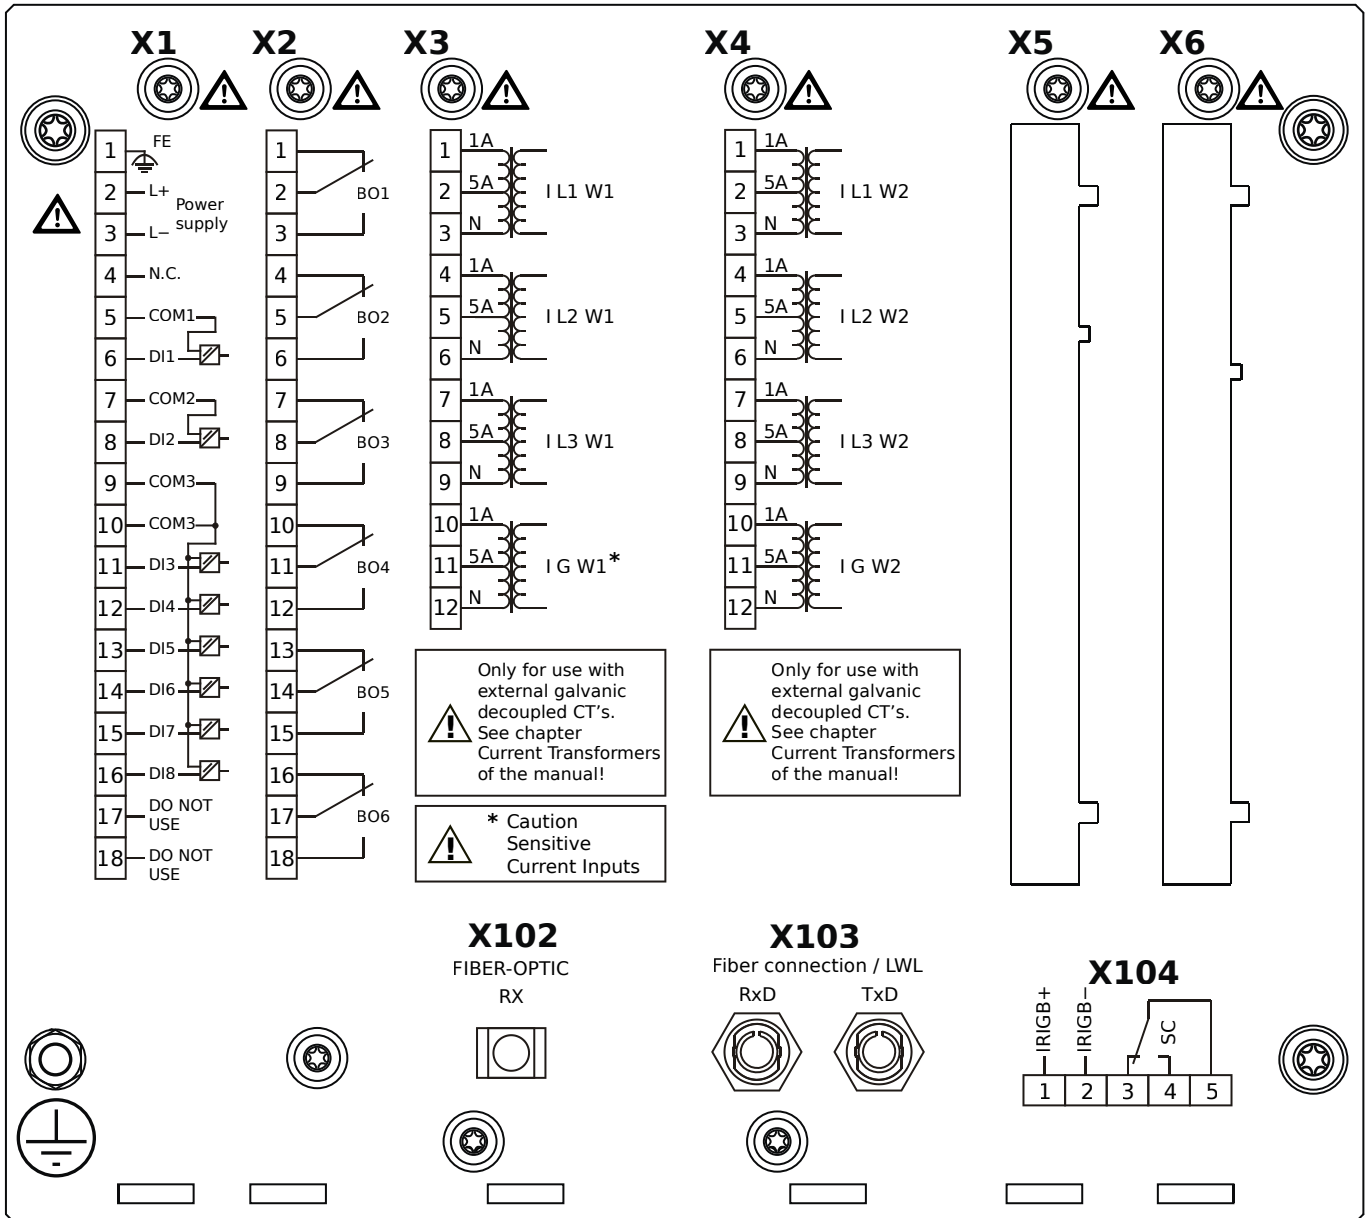 X1 X2 X3 X4 X5 X6
1 FE
2 L+
Power
supply
3 L−
4 N.C.
5 COM1
6 DI1
7 COM2
8 DI2
9 COM3
10 COM3
11 DI3
12 DI4
13 DI5
14 DI6
15 DI7
16 DI8
17 DO NOT
USE
18 DO NOT
USE
1
2 BO1
3
4
5 BO2
6
7
8 BO3
9
10
11 BO4
12
13
14 BO5
15
16
17 BO6
18
1 1A
2 5A I L1 W1
3 N
4 1A
5 5A I L2 W1
6 N
7 1A
8 5A I L3 W1
9 N
10 1A
11 5A I G W1*
12 N
Only for use with
external galvanic
decoupled CT's.
See chapter
Current Transformers
of the manual!
* Caution
Sensitive
Current Inputs
1 1A
2 5A I L1 W2
3 N
4 1A
5 5A I L2 W2
6 N
7 1A
8 5A I L3 W2
9 N
10 1A
11 5A I G W2
12 N
Only for use with
external galvanic
decoupled CT's.
See chapter
Current Transformers
of the manual!
X102
FIBER-OPTIC
RX
X103
Fiber connection / LWL
RxD TxD
X104
IRIGB+ IRIGB− SC
1 2 3 4 5